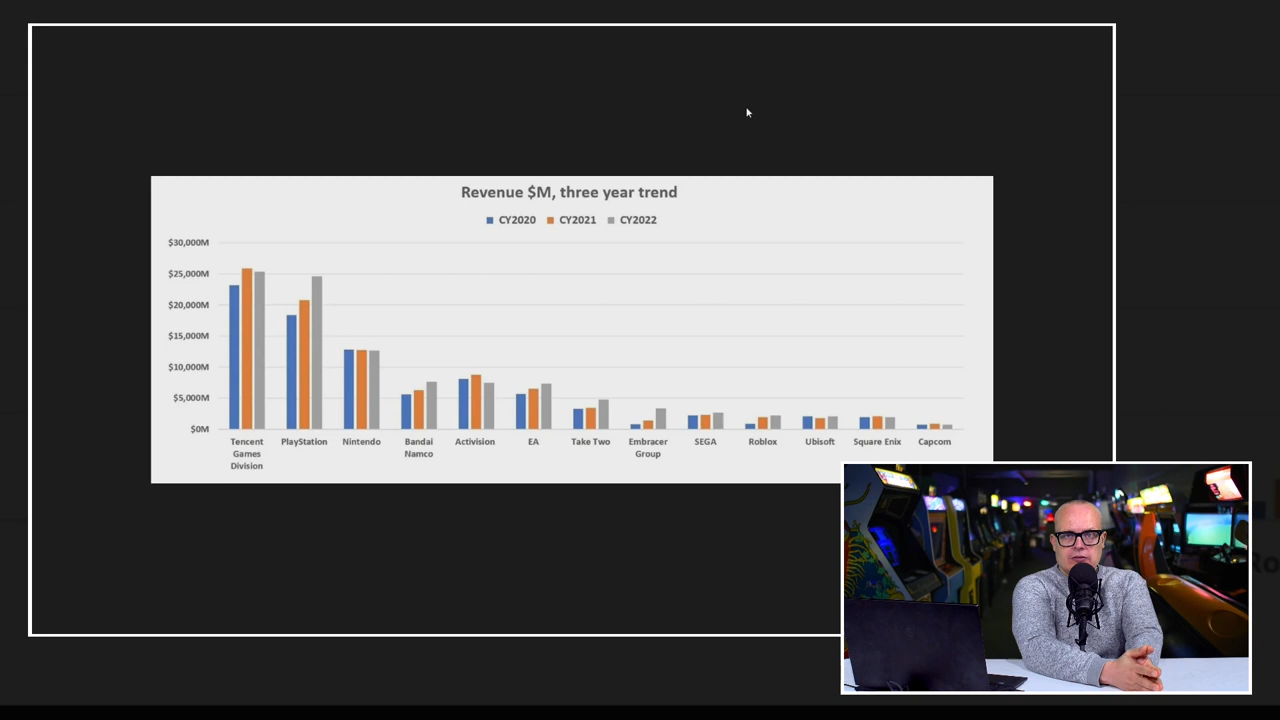 Revenue $M, three year trend
CY2020 CY2021 CY2022
$30,000M
$25,000M
$20,000M
$15,000M
$10,000M
$5,000M
$0M
Tencent Games Division
PlayStation
Nintendo
Bandai Namco
Activision
EA
Take Two
Embracer Group
SEGA
Roblox
Ubisoft
Square Enix
Capcom